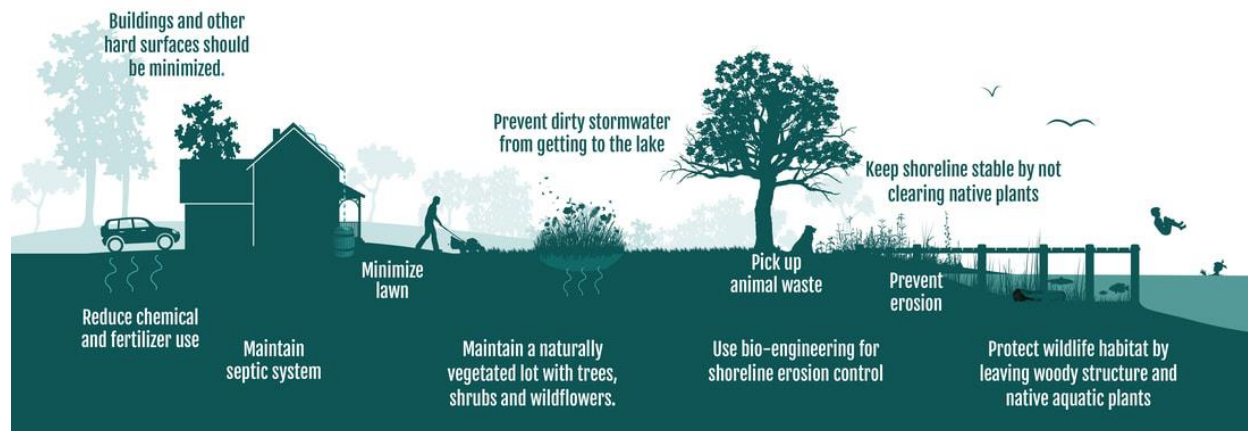 Buildings and other
hard surfaces should
be minimized.
Prevent dirty stormwater
from getting to the lake
Keep shoreline stable by not
clearing native plants
Minimize
lawn
Pick up
animal waste
Prevent
erosion
Reduce chemical
and fertilizer use
Maintain
septic system
Maintain a naturally
vegetated lot with trees,
shrubs and wildflowers.
Use bio-engineering for
shoreline erosion control
Protect wildlife habitat by
leaving woody structure and
native aquatic plants